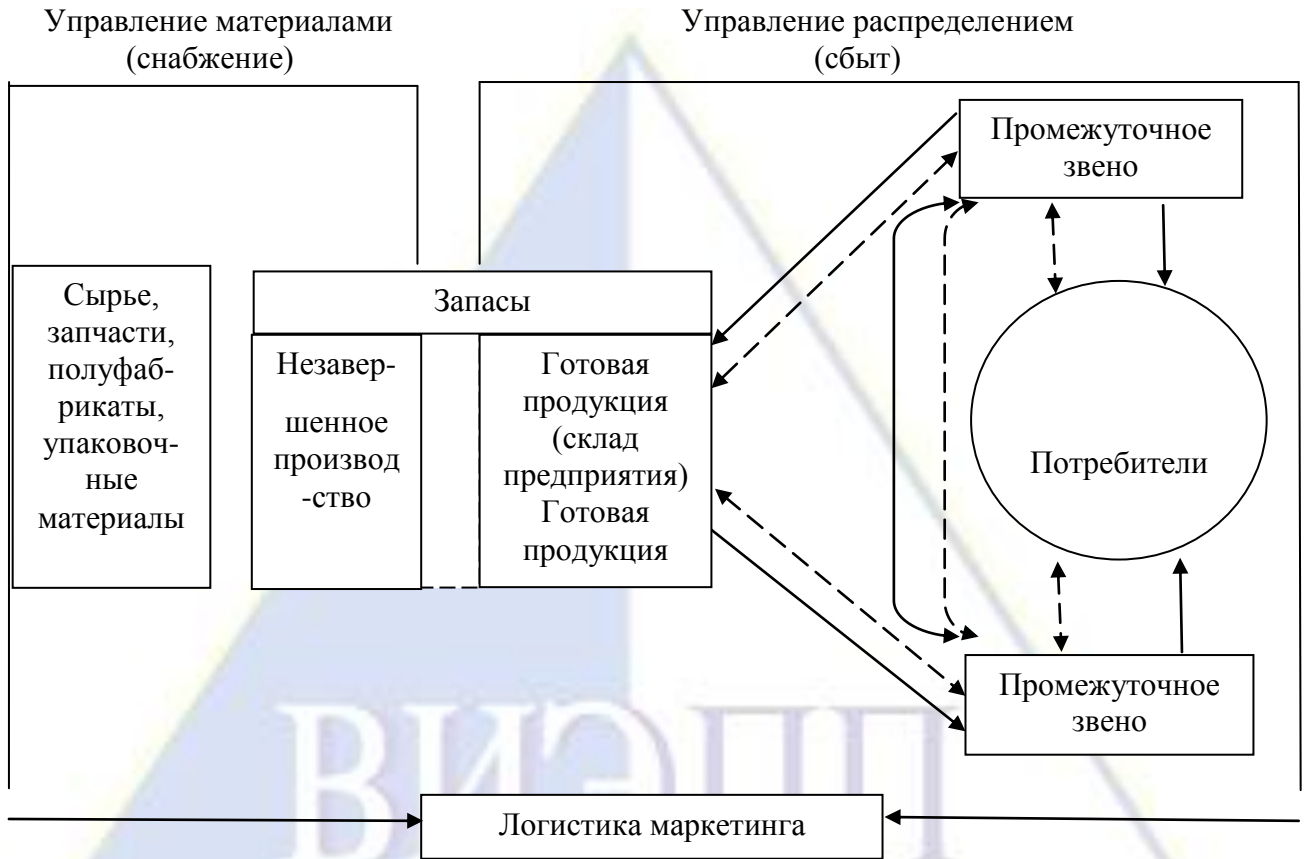 Управление материалами
(снабжение)
Управление распределением
(сбыт)
Промежуточное
звено
Сырье,
запчасти,
полуфаб-
рикаты,
упаковоч-
ные
материалы
Запасы
Незавер-
шенное
производ
-ство
Готовая
продукция
(склад
предприятия)
Готовая
продукция
Потребители
Промежуточное
звено
ВИЭПП
Логистика маркетинга